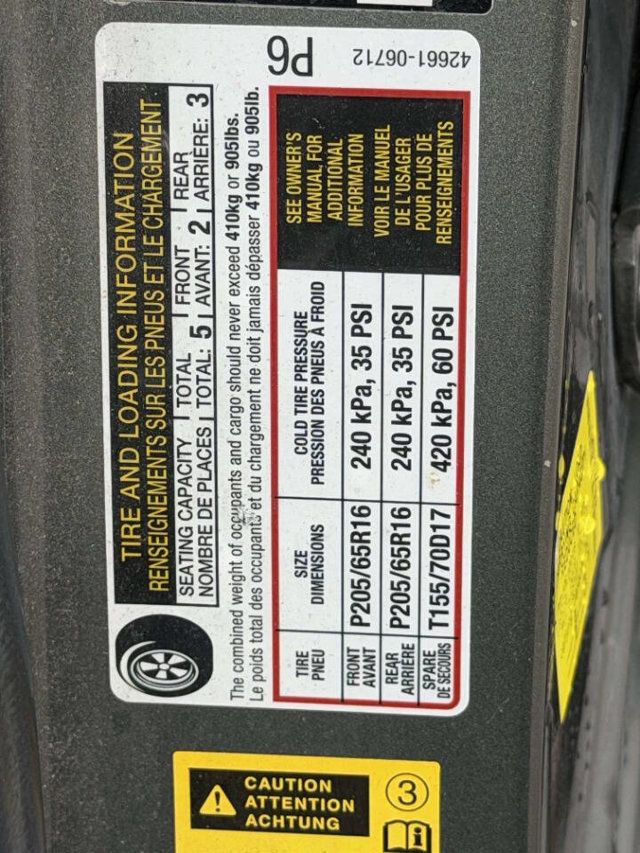 TIRE AND LOADING INFORMATION
RENSEIGNEMENTS SUR LES PNEUS ET LE CHARGEMENT
SEATING CAPACITY TOTAL FRONT REAR
NOMBRE DE PLACES TOTAL: 5 AVANT: 2 ARRIÈRE: 3
The combined weight of occupants and cargo should never exceed 410kg or 905lbs.
Le poids total des occupants et du chargement ne doit jamais dépasser 410kg ou 905lb.
P6
42661-06712
TIRE SIZE COLD TIRE PRESSURE
PNEU DIMENSIONS PRESSION DES PNEUS À FROID
FRONT
AVANT P205/65R16 240 kPa, 35 PSI
REAR
ARRIÈRE P205/65R16 240 kPa, 35 PSI
SPARE
DE SECOURS T155/70D17 420 kPa, 60 PSI
SEE OWNER'S
MANUAL FOR
ADDITIONAL
INFORMATION
VOIR LE MANUEL
DE L'USAGER
POUR PLUS DE
RENSEIGNEMENTS
CAUTION
ATTENTION
ACHTUNG
3
i